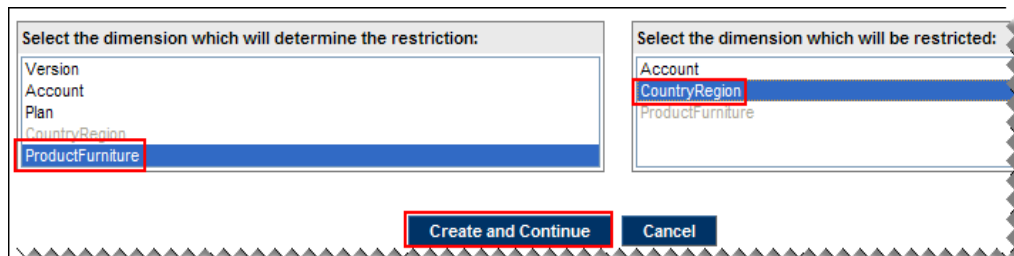 Select the dimension which will determine the restriction:
Version
Account
Plan
CountryRegion
ProductFurniture
Select the dimension which will be restricted:
Account
CountryRegion
ProductFurniture
Create and Continue
Cancel